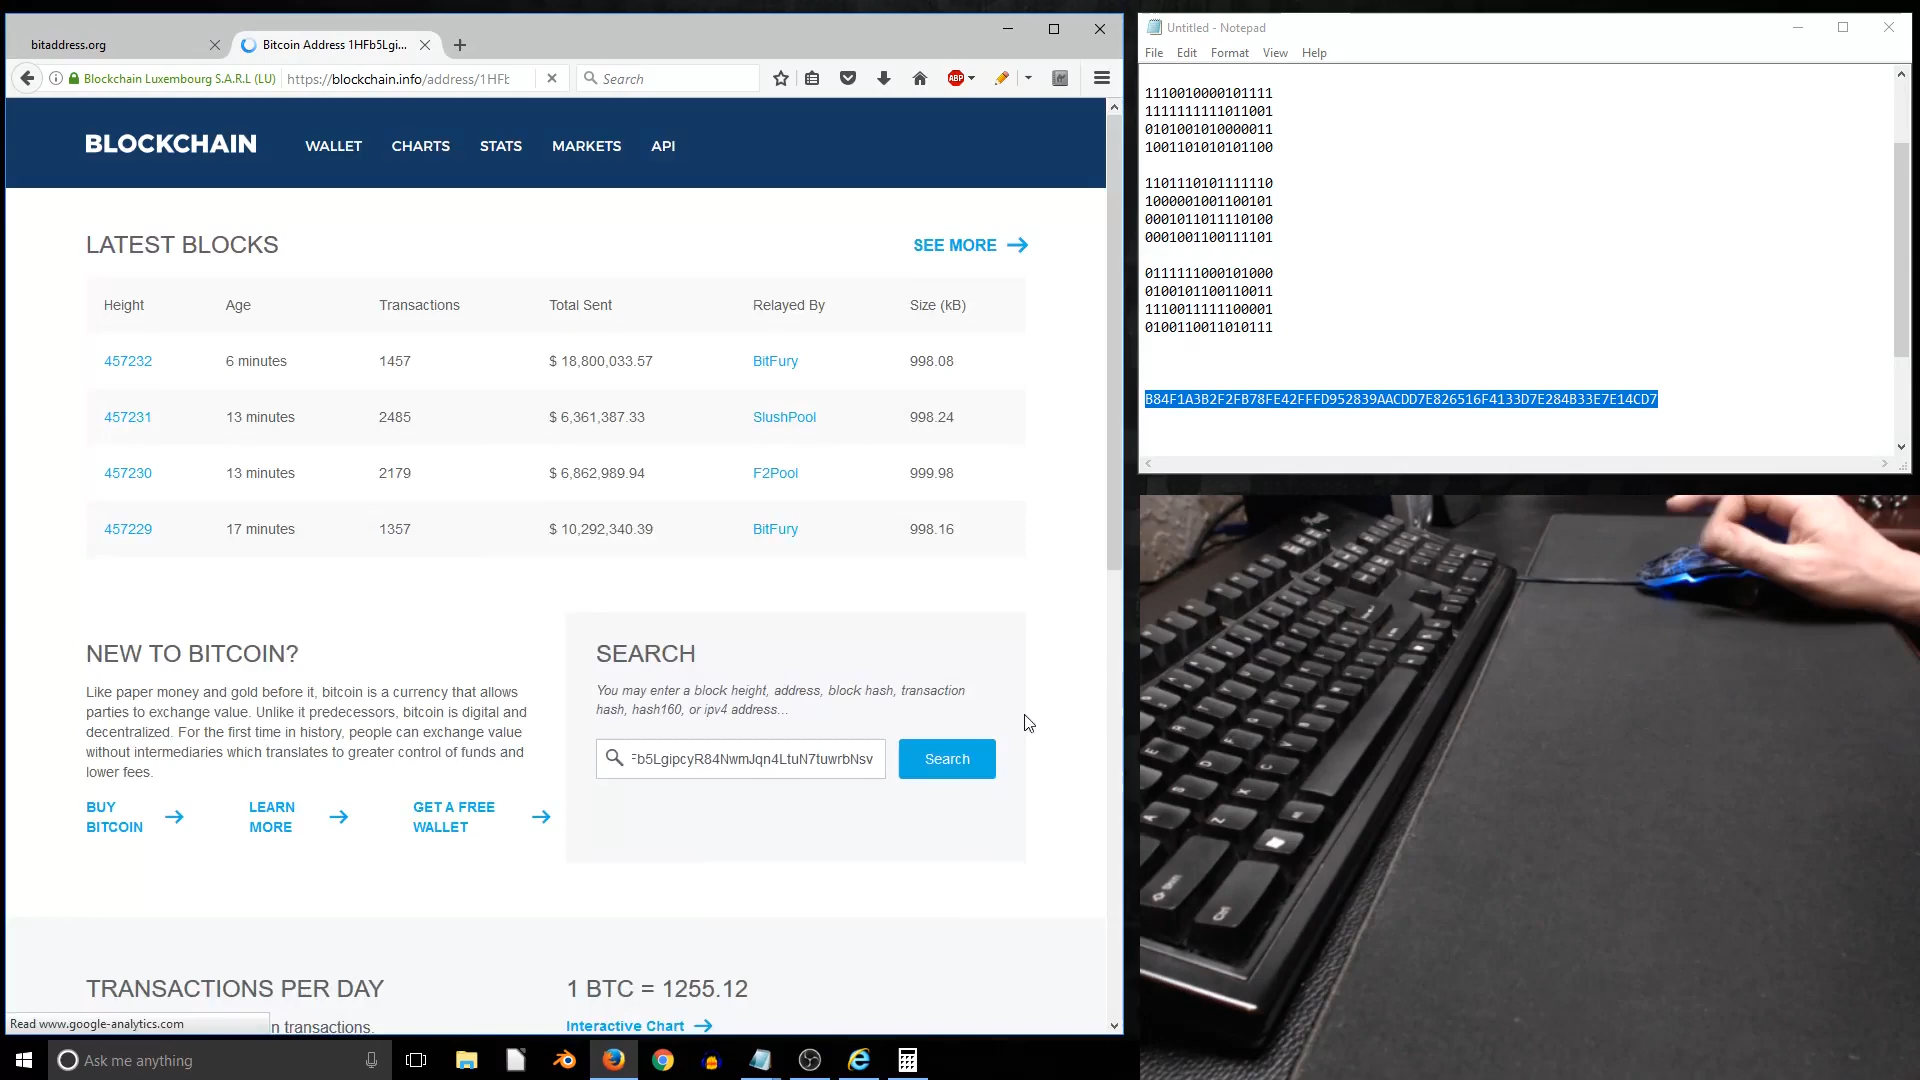 bitaddress.org
Bitcoin Address 1HFb5Lgi...
Blockchain Luxembourg S.A.R.L (LU)
https://blockchain.info/address/1HFb
Search
ABP
BLOCKCHAIN
WALLET CHARTS STATS MARKETS API
LATEST BLOCKS
SEE MORE
Height Age Transactions Total Sent Relayed By Size (kB)
457232 6 minutes 1457 $ 18,800,033.57 BitFury 998.08
457231 13 minutes 2485 $ 6,361,387.33 SlushPool 998.24
457230 13 minutes 2179 $ 6,862,989.94 F2Pool 999.98
457229 17 minutes 1357 $ 10,292,340.39 BitFury 998.16
NEW TO BITCOIN?
Like paper money and gold before it, bitcoin is a currency that allows
parties to exchange value. Unlike it predecessors, bitcoin is digital and
decentralized. For the first time in history, people can exchange value
without intermediaries which translates to greater control of funds and
lower fees.
BUY
BITCOIN
LEARN
MORE
GET A FREE
WALLET
SEARCH
You may enter a block height, address, block hash, transaction
hash, hash160, or ipv4 address...
Fb5LgipcyR84NwmJqn4LtuN7tuwrbNsv
Search
TRANSACTIONS PER DAY
n transactions.
1 BTC = 1255.12
Interactive Chart
Read www.google-analytics.com
Ask me anything
Untitled - Notepad
File Edit Format View Help
1110010000101111
1111111111011001
0101001010000011
1001101010101100
1101110101111110
1000001001100101
0001011011110100
0001001100111101
0111111000101000
0100101100110011
1110011111100001
0100110011010111
B84F1A3B2F2FB78FE42FFFD952839AACDD7E826516F4133D7E284B33E7E14CD7